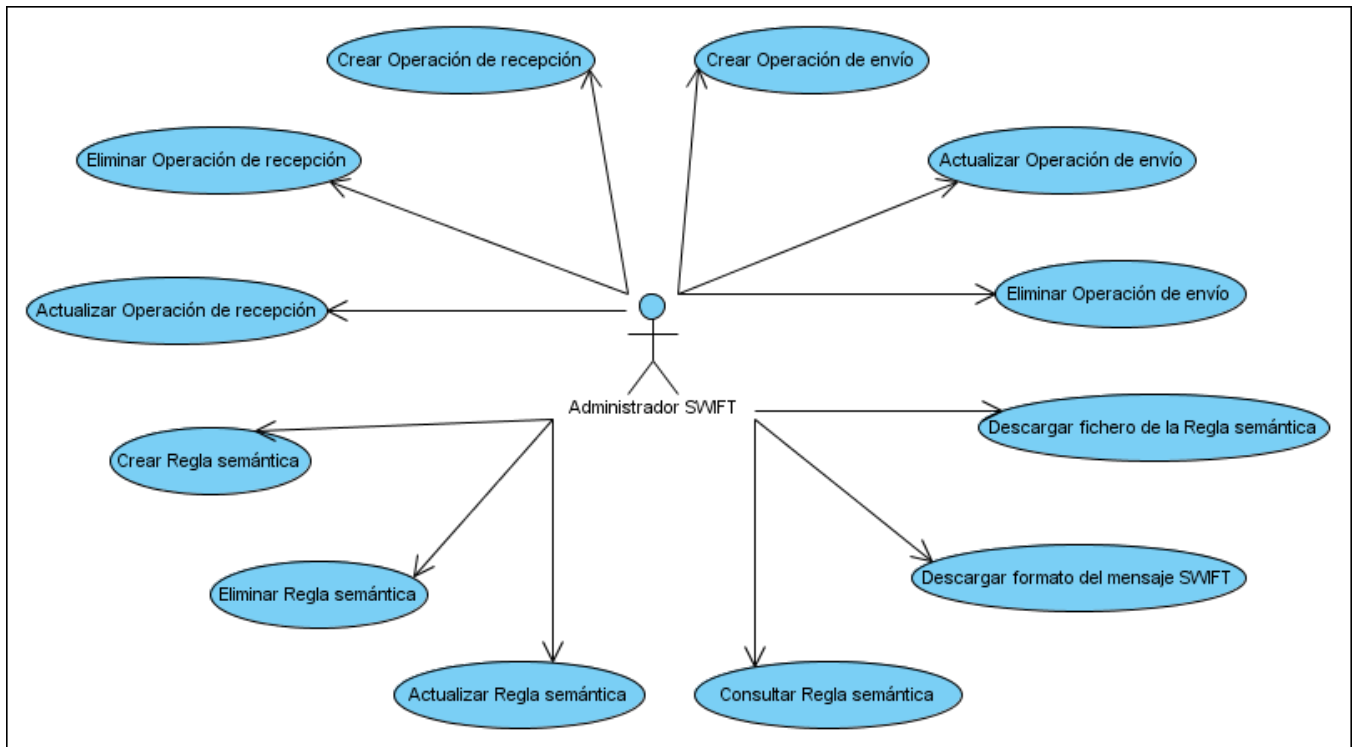 Crear Operación de recepción
Crear Operación de envío
Eliminar Operación de recepción
Actualizar Operación de envío
Eliminar Operación de envío
Actualizar Operación de recepción
Administrador SWIFT
Descargar fichero de la Regla semántica
Crear Regla semántica
Descargar formato del mensaje SWIFT
Eliminar Regla semántica
Actualizar Regla semántica
Consultar Regla semántica